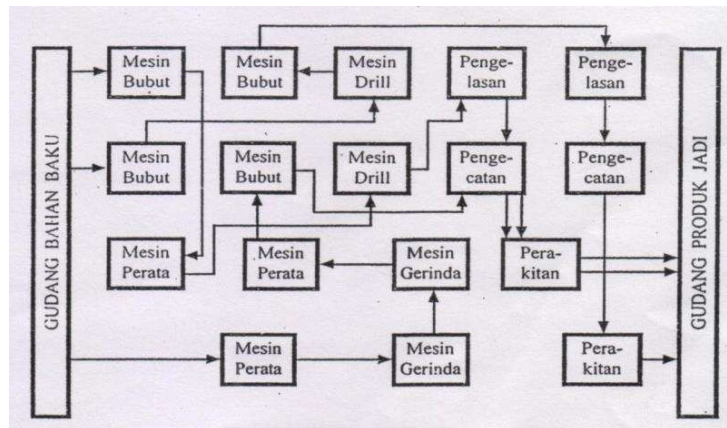 GUDANG BAHAN BAKU
Mesin
Bubut
Mesin
Bubut
Mesin
Drill
Penge-
lasan
Penge-
lasan
Mesin
Bubut
Mesin
Bubut
Mesin
Drill
Penge-
catan
Penge-
catan
Mesin
Perata
Mesin
Perata
Mesin
Gerinda
Pera-
kitan
Mesin
Perata
Mesin
Gerinda
Pera-
kitan
GUDANG PRODUK JADI